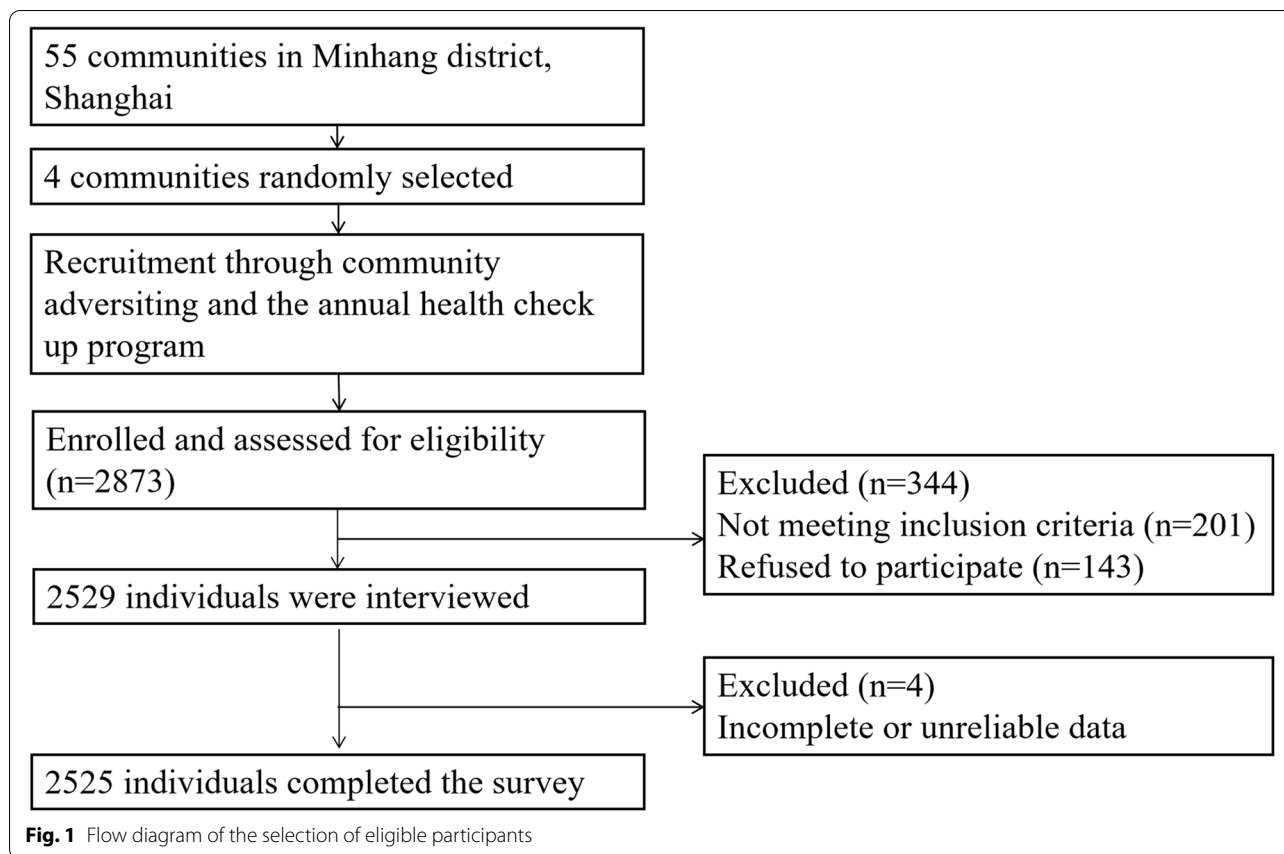 55 communities in Minhang district,
Shanghai
4 communities randomly selected
Recruitment through community
adversiting and the annual health check
up program
Enrolled and assessed for eligibility
(n=2873)
Excluded (n=344)
Not meeting inclusion criteria (n=201)
Refused to participate (n=143)
2529 individuals were interviewed
Excluded (n=4)
Incomplete or unreliable data
2525 individuals completed the survey
Fig. 1 Flow diagram of the selection of eligible participants